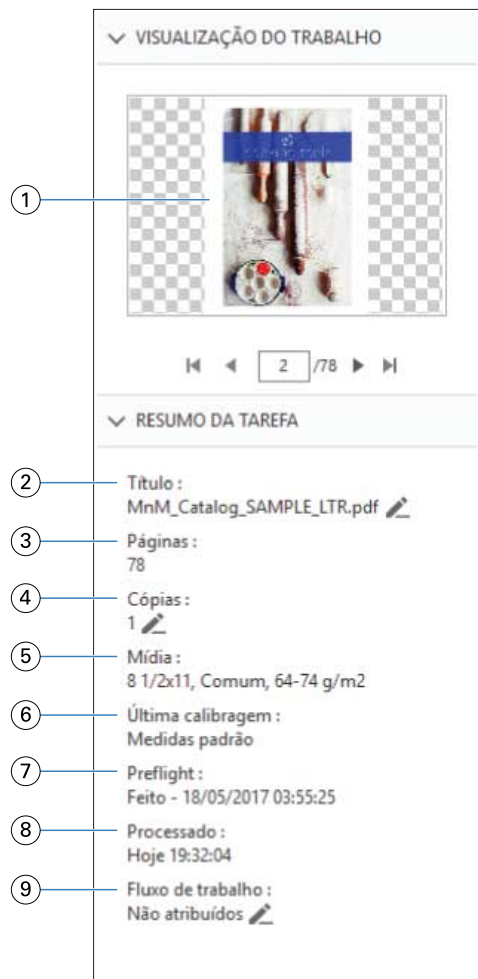 VISUALIZAÇÃO DO TRABALHO
1
2 /78
RESUMO DA TAREFA
2
Título :
MnM_Catalog_SAMPLE_LTR.pdf
3
Páginas :
78
4
Cópias :
1
5
Mídia :
8 1/2x11, Comum, 64-74 g/m2
6
Última calibragem :
Medidas padrão
7
Preflight :
Feito - 18/05/2017 03:55:25
8
Processado :
Hoje 19:32:04
9
Fluxo de trabalho :
Não atribuídos